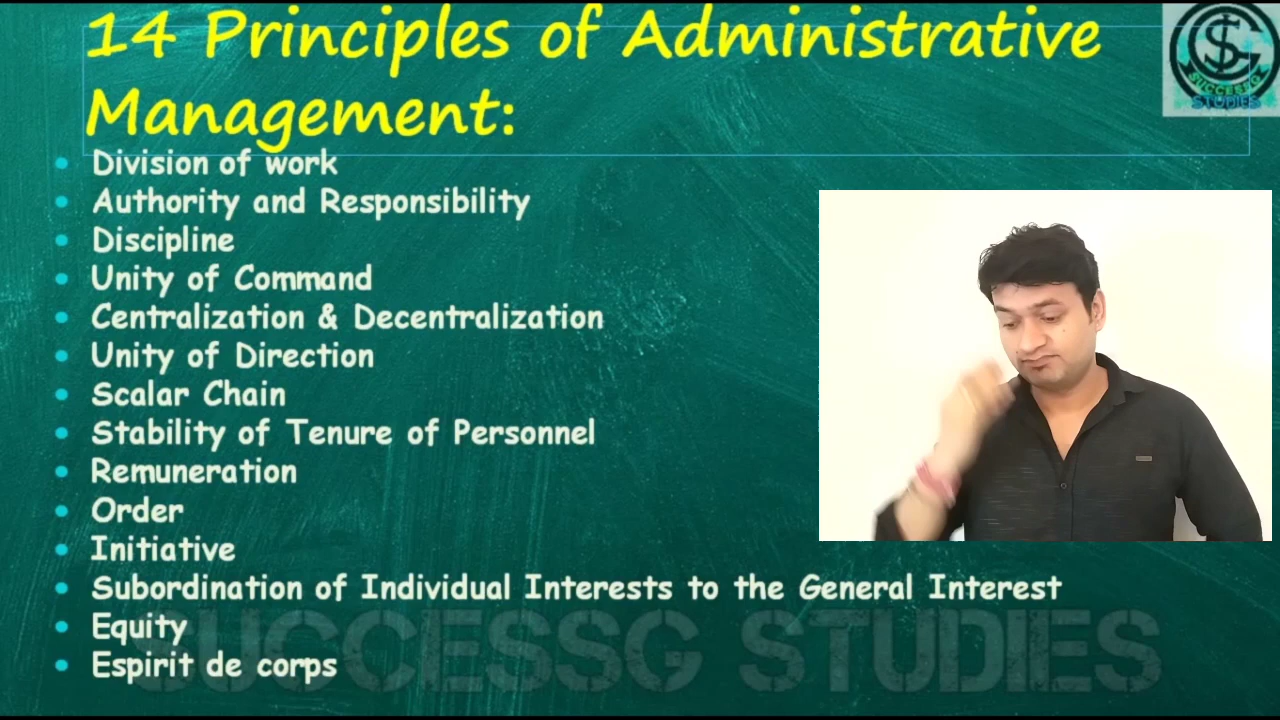 14 Principles of Administrative
Management:
Division of work
Authority and Responsibility
Discipline
Unity of Command
Centralization & Decentralization
Unity of Direction
Scalar Chain
Stability of Tenure of Personnel
Remuneration
Order
Initiative
Subordination of Individual Interests to the General Interest
Equity
Espirit de corps
SUCCESSG STUDIES
SUCCESSG
STUDIES